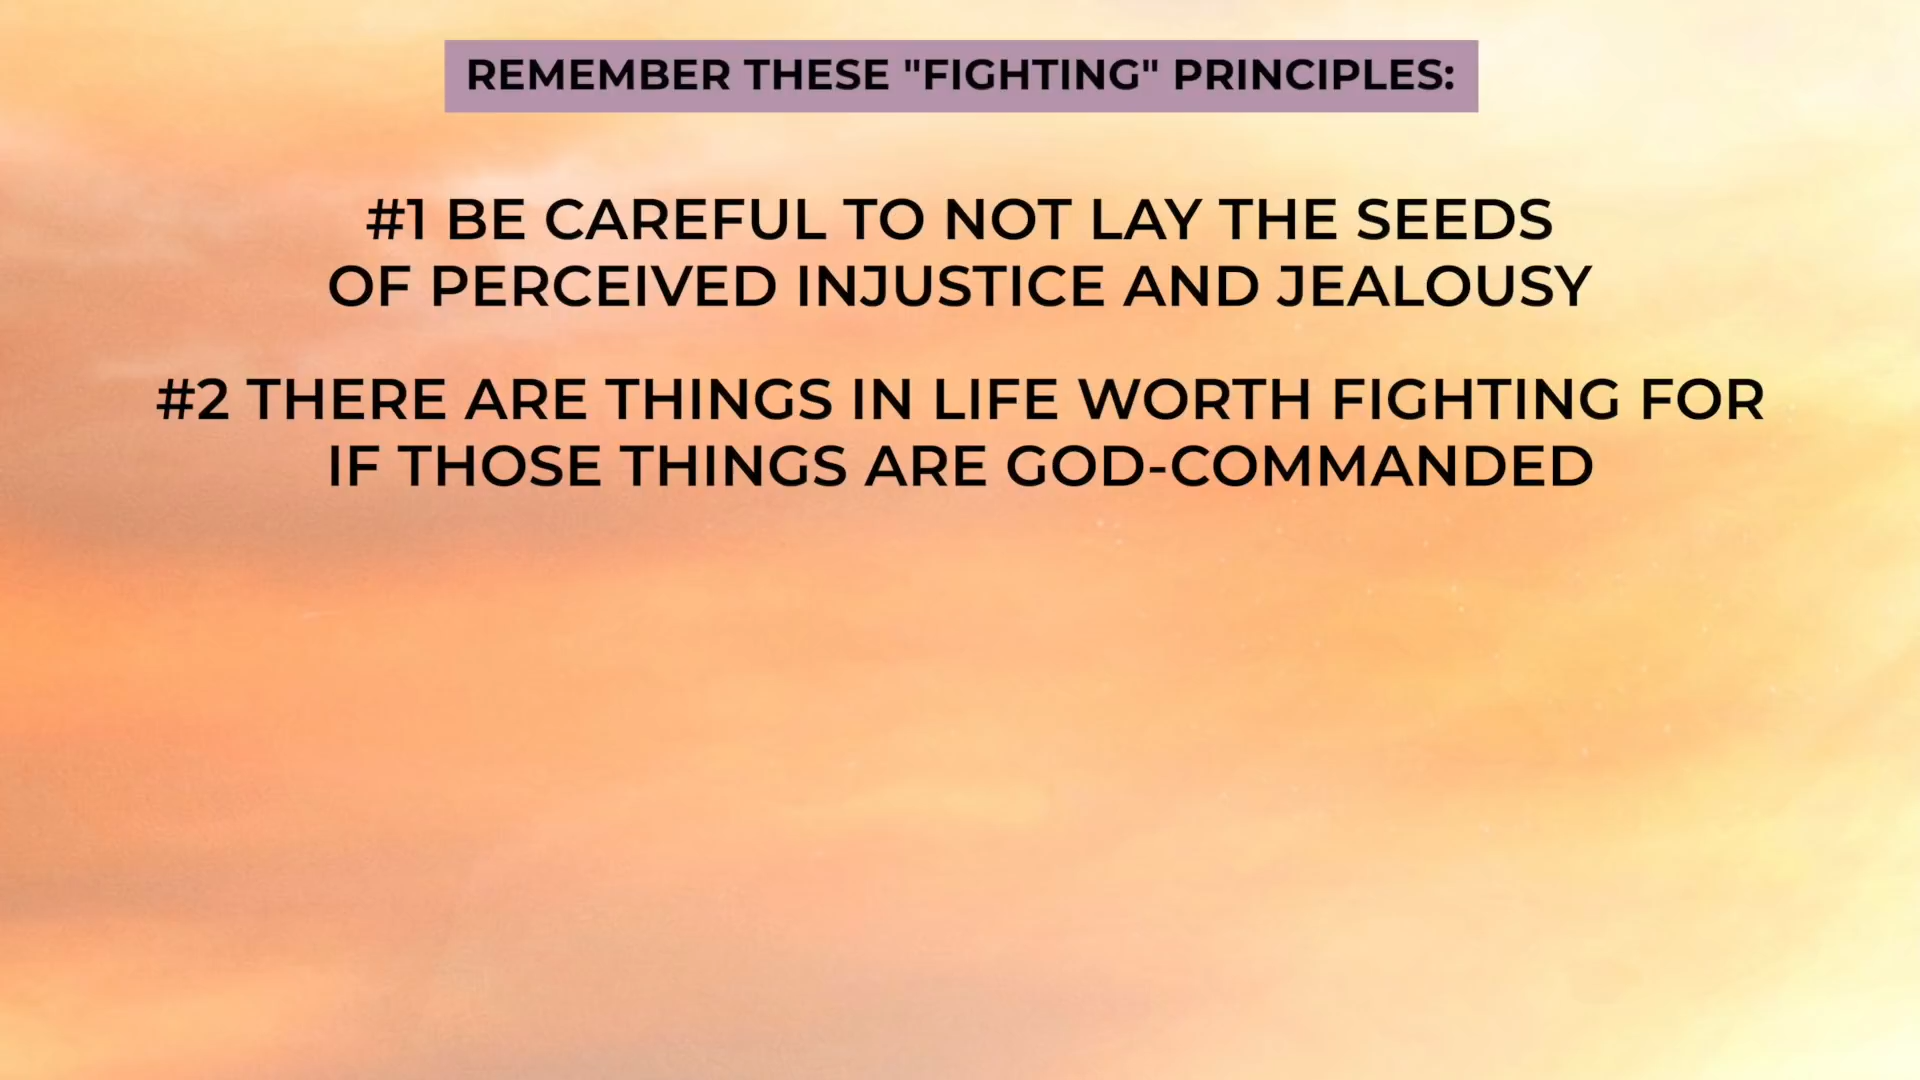 REMEMBER THESE "FIGHTING" PRINCIPLES:
#1 BE CAREFUL TO NOT LAY THE SEEDS
OF PERCEIVED INJUSTICE AND JEALOUSY
#2 THERE ARE THINGS IN LIFE WORTH FIGHTING FOR
IF THOSE THINGS ARE GOD-COMMANDED